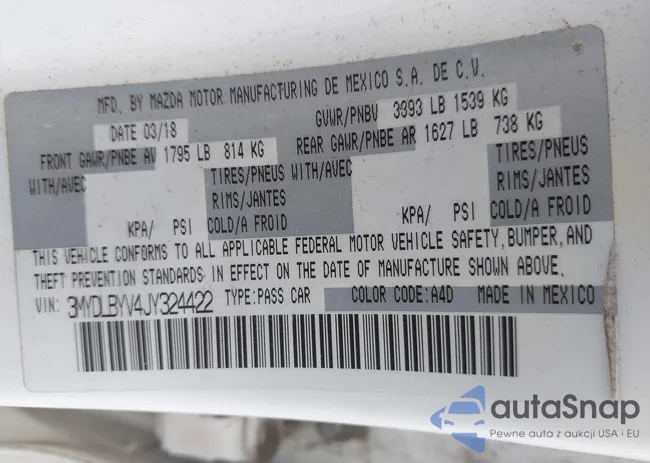 MFD. BY MAZDA MOTOR MANUFACTURING DE MEXICO S.A. DE C.V.
DATE 03/18 GVWR/PNBV 3393 LB 1539 KG
FRONT GAWR/PNBE AV 1795 LB 814 KG REAR GAWR/PNBE AR 1627 LB 738 KG
WITH/AVEC TIRES/PNEUS WITH/AVEC TIRES/PNEUS
RIMS/JANTES RIMS/JANTES
KPA/ PSI COLD/A FROID KPA/ PSI COLD/A FROID
THIS VEHICLE CONFORMS TO ALL APPLICABLE FEDERAL MOTOR VEHICLE SAFETY, BUMPER, AND
THEFT PREVENTION STANDARDS IN EFFECT ON THE DATE OF MANUFACTURE SHOWN ABOVE.
VIN: 3MYDLBYV4JY324422 TYPE:PASS CAR COLOR CODE:A4D MADE IN MEXICO
autaSnap
Pewne auta z aukcji USA i EU